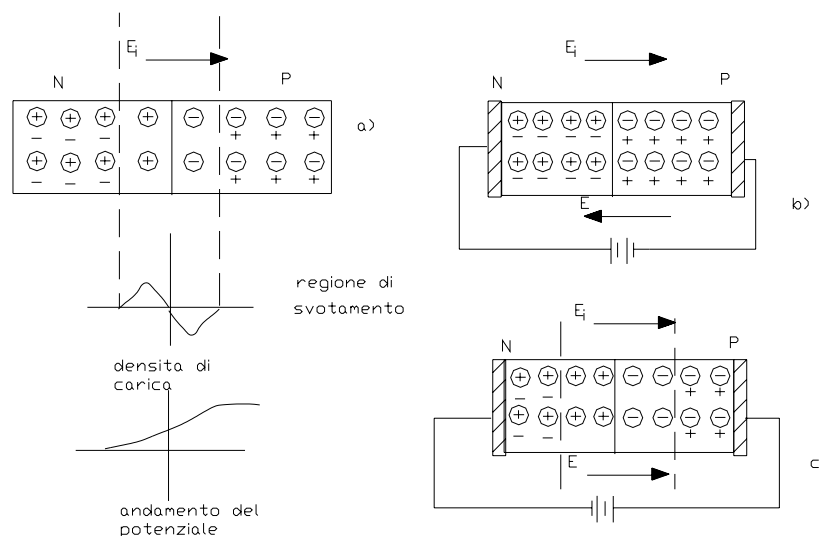 Ei
N
P
a)
Ei
N
P
E
b)
regione di
svotamento
densita di
carica
andamento del
potenziale
Ei
N
P
E
c